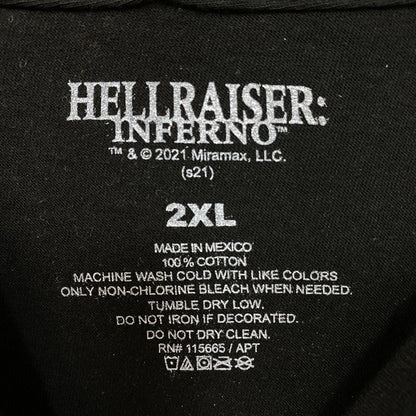 HELLRAISER:
INFERNO™
™ & © 2021 Miramax, LLC.
(s21)
2XL
MADE IN MEXICO
100% COTTON
MACHINE WASH COLD WITH LIKE COLORS
ONLY NON-CHLORINE BLEACH WHEN NEEDED.
TUMBLE DRY LOW.
DO NOT IRON IF DECORATED.
DO NOT DRY CLEAN.
RN# 115665 / APT